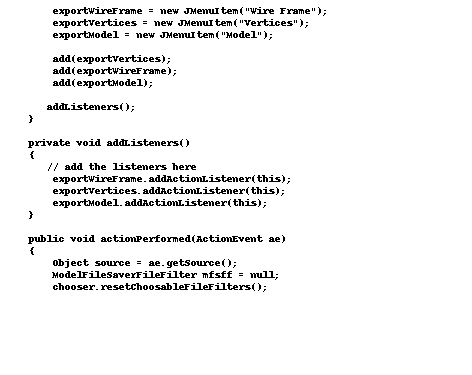 exportWireFrame = new JMenuItem("Wire Frame");
exportVertices = new JMenuItem("Vertices");
exportModel = new JMenuItem("Model");
add(exportVertices);
add(exportWireFrame);
add(exportModel);
addListeners();
}
private void addListeners()
{
// add the listeners here
exportWireFrame.addActionListener(this);
exportVertices.addActionListener(this);
exportModel.addActionListener(this);
}
public void actionPerformed(ActionEvent ae)
{
Object source = ae.getSource();
ModelFileSaverFileFilter mfsff = null;
chooser.resetChoosableFileFilters();